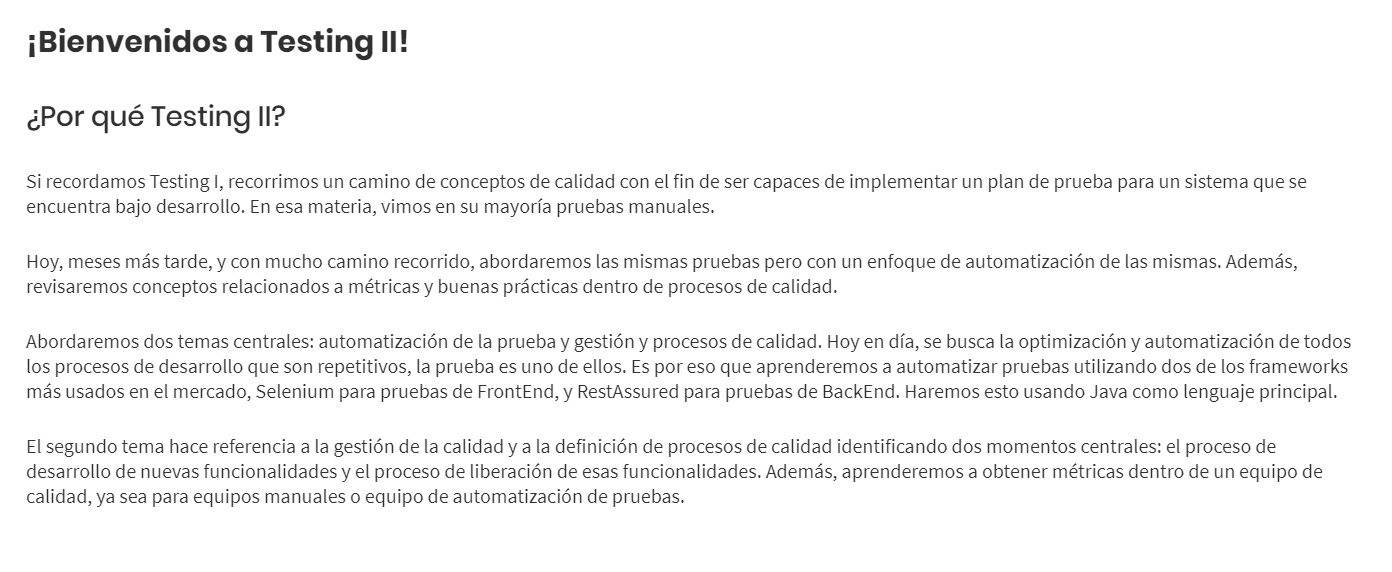 ¡Bienvenidos a Testing II!
¿Por qué Testing II?
Si recordamos Testing I, recorrimos un camino de conceptos de calidad con el fin de ser capaces de implementar un plan de prueba para un sistema que se
encuentra bajo desarrollo. En esa materia, vimos en su mayoría pruebas manuales.
Hoy, meses más tarde, y con mucho camino recorrido, abordaremos las mismas pruebas pero con un enfoque de automatización de las mismas. Además,
revisaremos conceptos relacionados a métricas y buenas prácticas dentro de procesos de calidad.
Abordaremos dos temas centrales: automatización de la prueba y gestión y procesos de calidad. Hoy en día, se busca la optimización y automatización de todos
los procesos de desarrollo que son repetitivos, la prueba es uno de ellos. Es por eso que aprenderemos a automatizar pruebas utilizando dos de los frameworks
más usados en el mercado, Selenium para pruebas de FrontEnd, y RestAssured para pruebas de BackEnd. Haremos esto usando Java como lenguaje principal.
El segundo tema hace referencia a la gestión de la calidad y a la definición de procesos de calidad identificando dos momentos centrales: el proceso de
desarrollo de nuevas funcionalidades y el proceso de liberación de esas funcionalidades. Además, aprenderemos a obtener métricas dentro de un equipo de
calidad, ya sea para equipos manuales o equipo de automatización de pruebas.